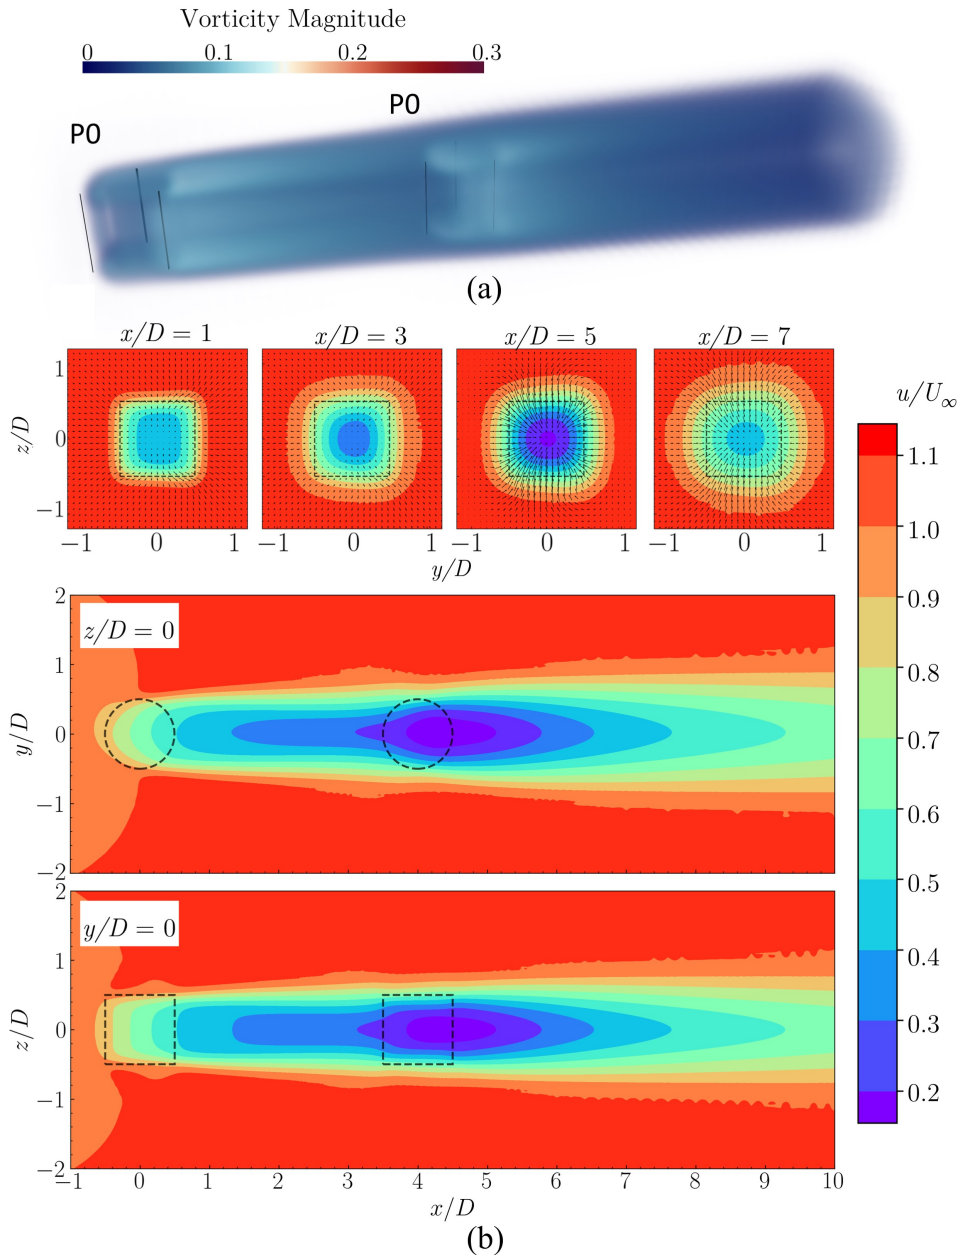 Vorticity Magnitude
0 0.1 0.2 0.3
P0
P0
(a)
x/D = 1 x/D = 3 x/D = 5 x/D = 7
z/D
1
0
−1
−1 0 1 −1 0 1 −1 0 1 −1 0 1
y/D
u/U∞
1.1
1.0
0.9
0.8
0.7
0.6
0.5
0.4
0.3
0.2
z/D = 0
y/D
2
1
0
−1
−2
y/D = 0
z/D
2
1
0
−1
−2
−1 0 1 2 3 4 5 6 7 8 9 10
x/D
(b)